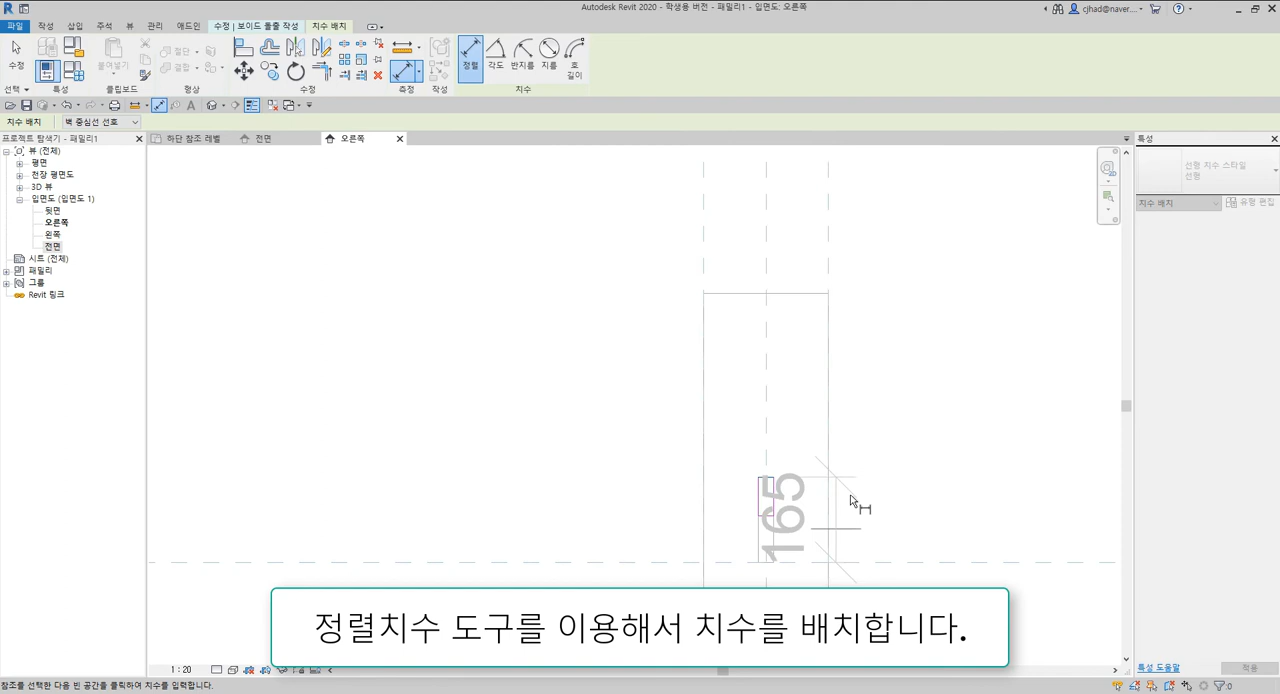 Autodesk Revit 2020 - 학생용 버전 - 패밀리1 - 입면도: 오른쪽
cjhad@naver....
파일 작성 삽입 주석 뷰 관리 애드인 수정 | 보이드 돌출 작성 치수 배치
수정
붙여넣기
절단
결합
정렬 각도 반지름 지름 호 길이
선택 특성 클립보드 형상 수정 측정 작성 치수
치수 배치 벽 중심선 선호
프로젝트 탐색기 - 패밀리1
하단 참조 레벨 전면 오른쪽
특성
뷰 (전체)
평면
천장 평면도
3D 뷰
입면도 (입면도 1)
뒷면
오른쪽
왼쪽
전면
시트 (전체)
패밀리
그룹
Revit 링크
선형 치수 스타일
선형
치수 배치 유형 편집
2D
165
정렬치수 도구를 이용해서 치수를 배치합니다.
1 : 20
특성 도움말 적용
참조를 선택한 다음 빈 공간을 클릭하여 치수를 입력합니다.
:0